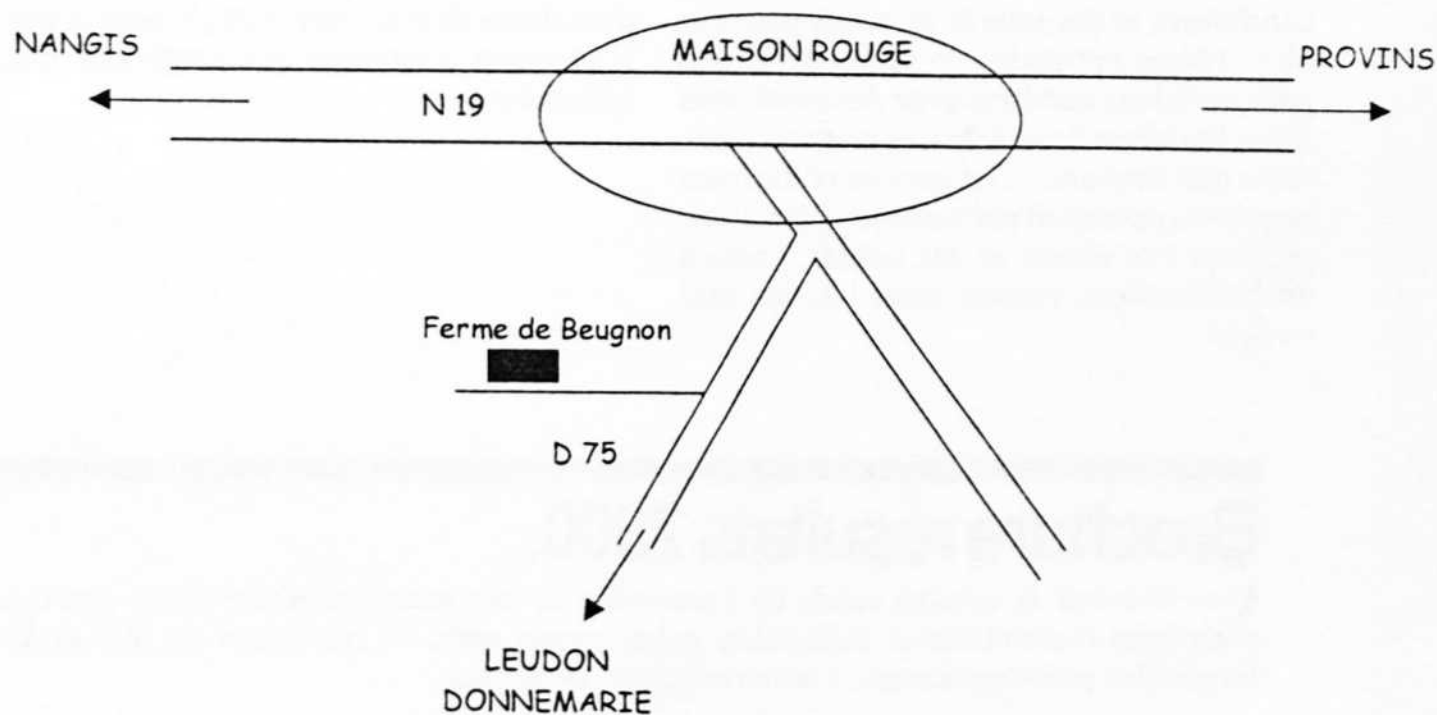 NANGIS
MAISON ROUGE
PROVINS
N 19
Ferme de Beugnon
D 75
LEUDON
DONNEMARIE